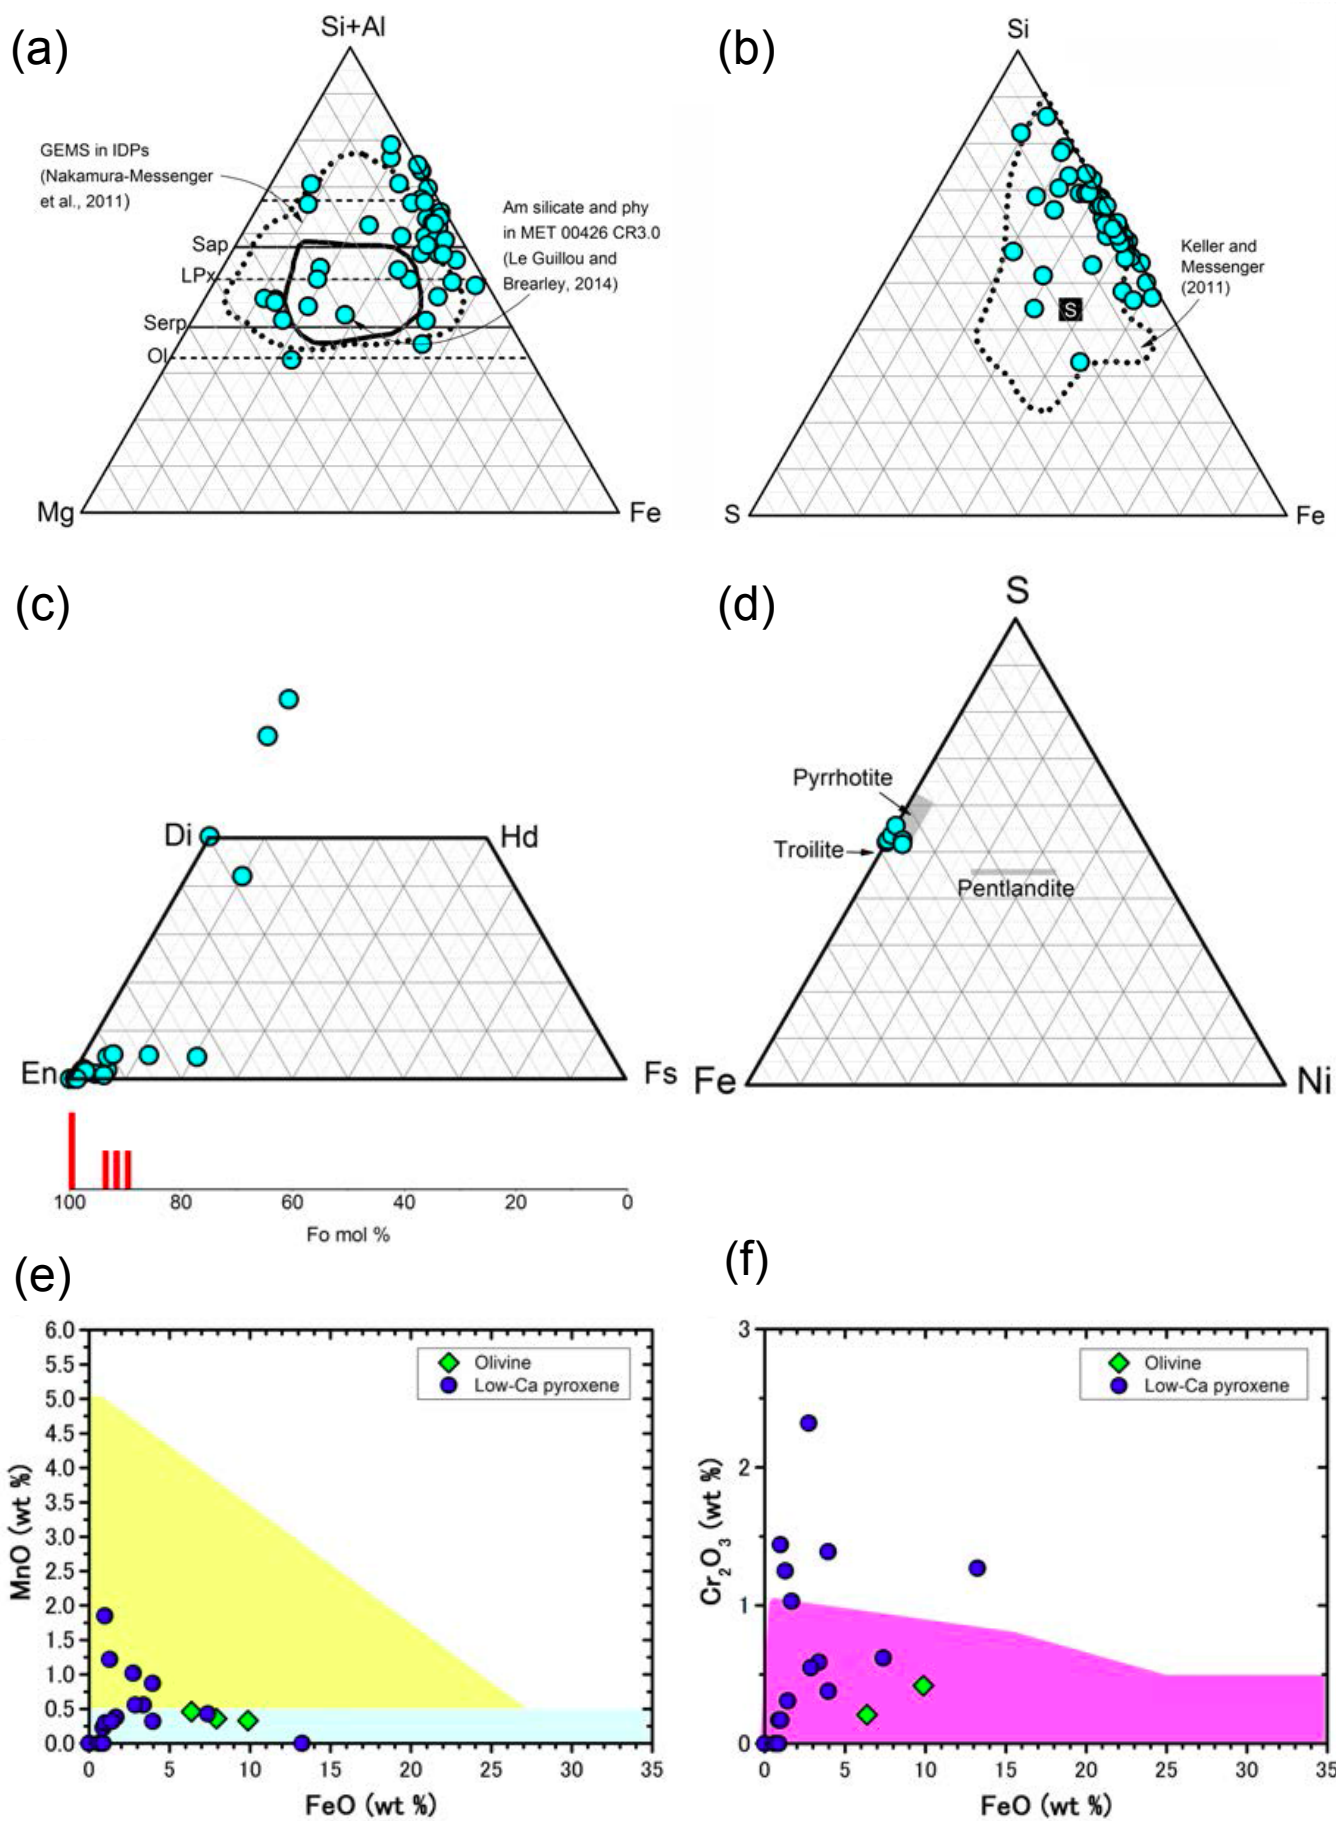 (a)
Si+Al
GEMS in IDPs
(Nakamura-Messenger
et al., 2011)
Am silicate and phy
in MET 00426 CR3.0
(Le Guillou and
Brearley, 2014)
Sap
LPx
Serp
Ol
Mg
Fe
(b)
Si
Keller and
Messenger
(2011)
S
S
Fe
(c)
Di
Hd
En
Fs
100
80
60
40
20
0
Fo mol %
(d)
S
Pyrrhotite
Troilite
Pentlandite
Fe
Ni
(e)
6.0
5.5
5.0
4.5
4.0
3.5
3.0
2.5
2.0
1.5
1.0
0.5
0.0
MnO (wt %)
Olivine
Low-Ca pyroxene
0 5 10 15 20 25 30 35
FeO (wt %)
(f)
3
2
1
0
Cr2O3 (wt %)
Olivine
Low-Ca pyroxene
0 5 10 15 20 25 30 35
FeO (wt %)